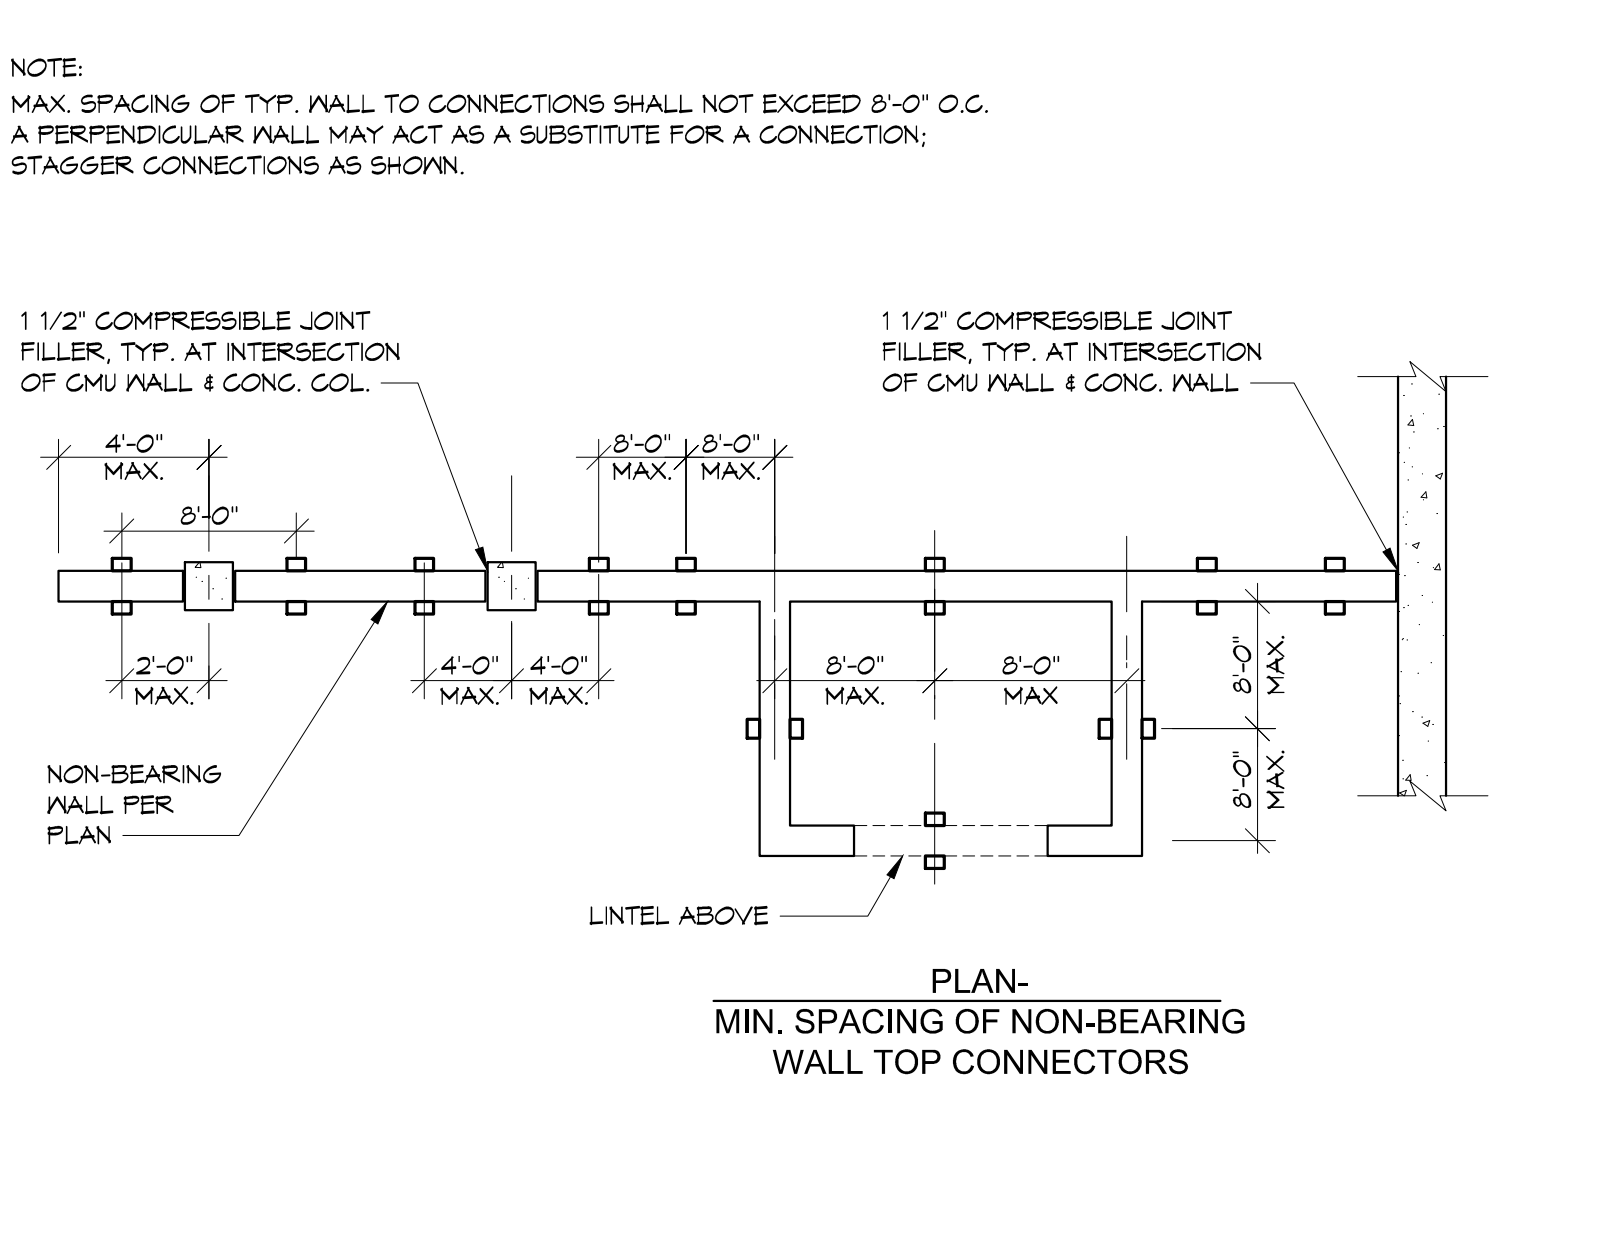 NOTE:
MAX. SPACING OF TYP. WALL TO CONNECTIONS SHALL NOT EXCEED 8'-0" O.C.
A PERPENDICULAR WALL MAY ACT AS A SUBSTITUTE FOR A CONNECTION;
STAGGER CONNECTIONS AS SHOWN.
1 1/2" COMPRESSIBLE JOINT
FILLER, TYP. AT INTERSECTION
OF CMU WALL & CONC. COL.
1 1/2" COMPRESSIBLE JOINT
FILLER, TYP. AT INTERSECTION
OF CMU WALL & CONC. WALL
4'-0"
MAX.
8'-0"
MAX.
8'-0"
MAX.
8'-0"
2'-0"
MAX.
4'-0"
MAX.
4'-0"
MAX.
8'-0"
MAX.
8'-0"
MAX
8'-0"
MAX.
8'-0"
MAX.
NON-BEARING
WALL PER
PLAN
LINTEL ABOVE
PLAN-
MIN. SPACING OF NON-BEARING
WALL TOP CONNECTORS